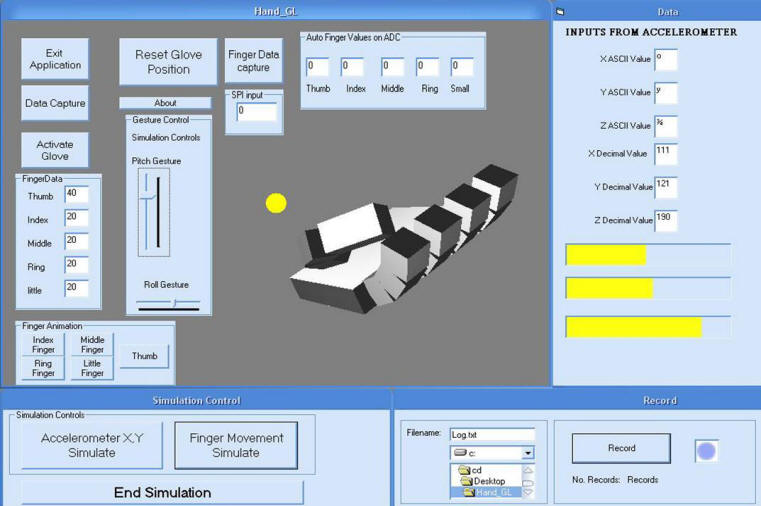 Hand_GL
Exit
Application
Reset Glove
Position
Finger Data
capture
Auto Finger Values on ADC
0 0 0 0 0
Thumb Index Middle Ring Small
Data Capture
About
SPI input
0
Activate
Glove
Gesture Control
Simulation Controls
Pitch Gesture
Roll Gesture
FingerData
Thumb 40
Index 20
Middle 20
Ring 20
little 20
Finger Animation
Index
Finger
Middle
Finger
Thumb
Ring
Finger
Little
Finger
Data
INPUTS FROM ACCELEROMETER
X ASCII Value o
Y ASCII Value y
Z ASCII Value ¾
X Decimal Value 111
Y Decimal Value 121
Z Decimal Value 190
Simulation Control
Simulation Controls
Accelerometer X,Y
Simulate
Finger Movement
Simulate
End Simulation
Record
Filename: Log.txt
c:
cd
Desktop
Hand_GL
Record
No. Records: Records